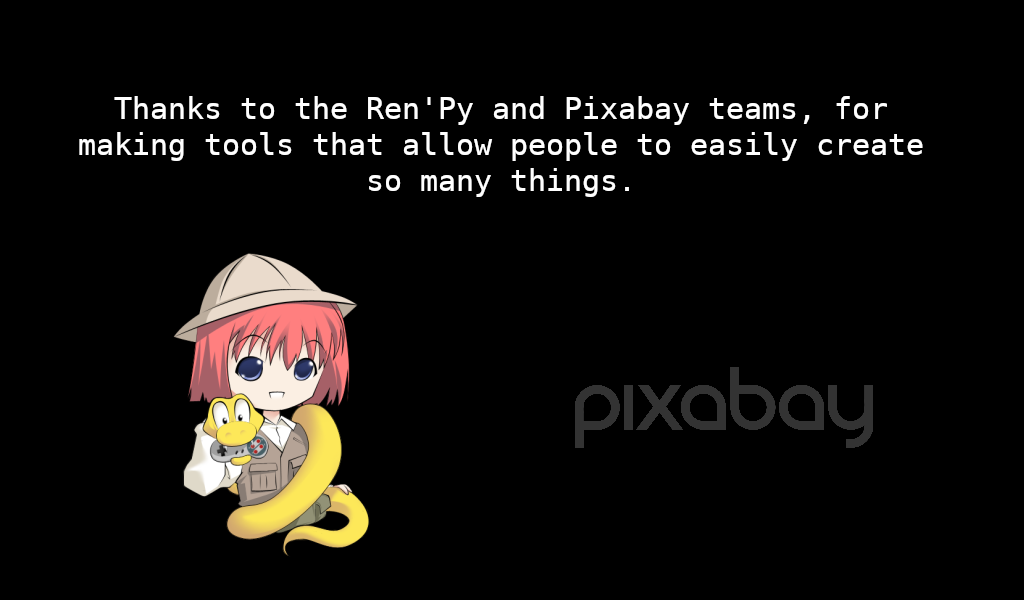 Thanks to the Ren'Py and Pixabay teams, for
making tools that allow people to easily create
so many things.
pixabay